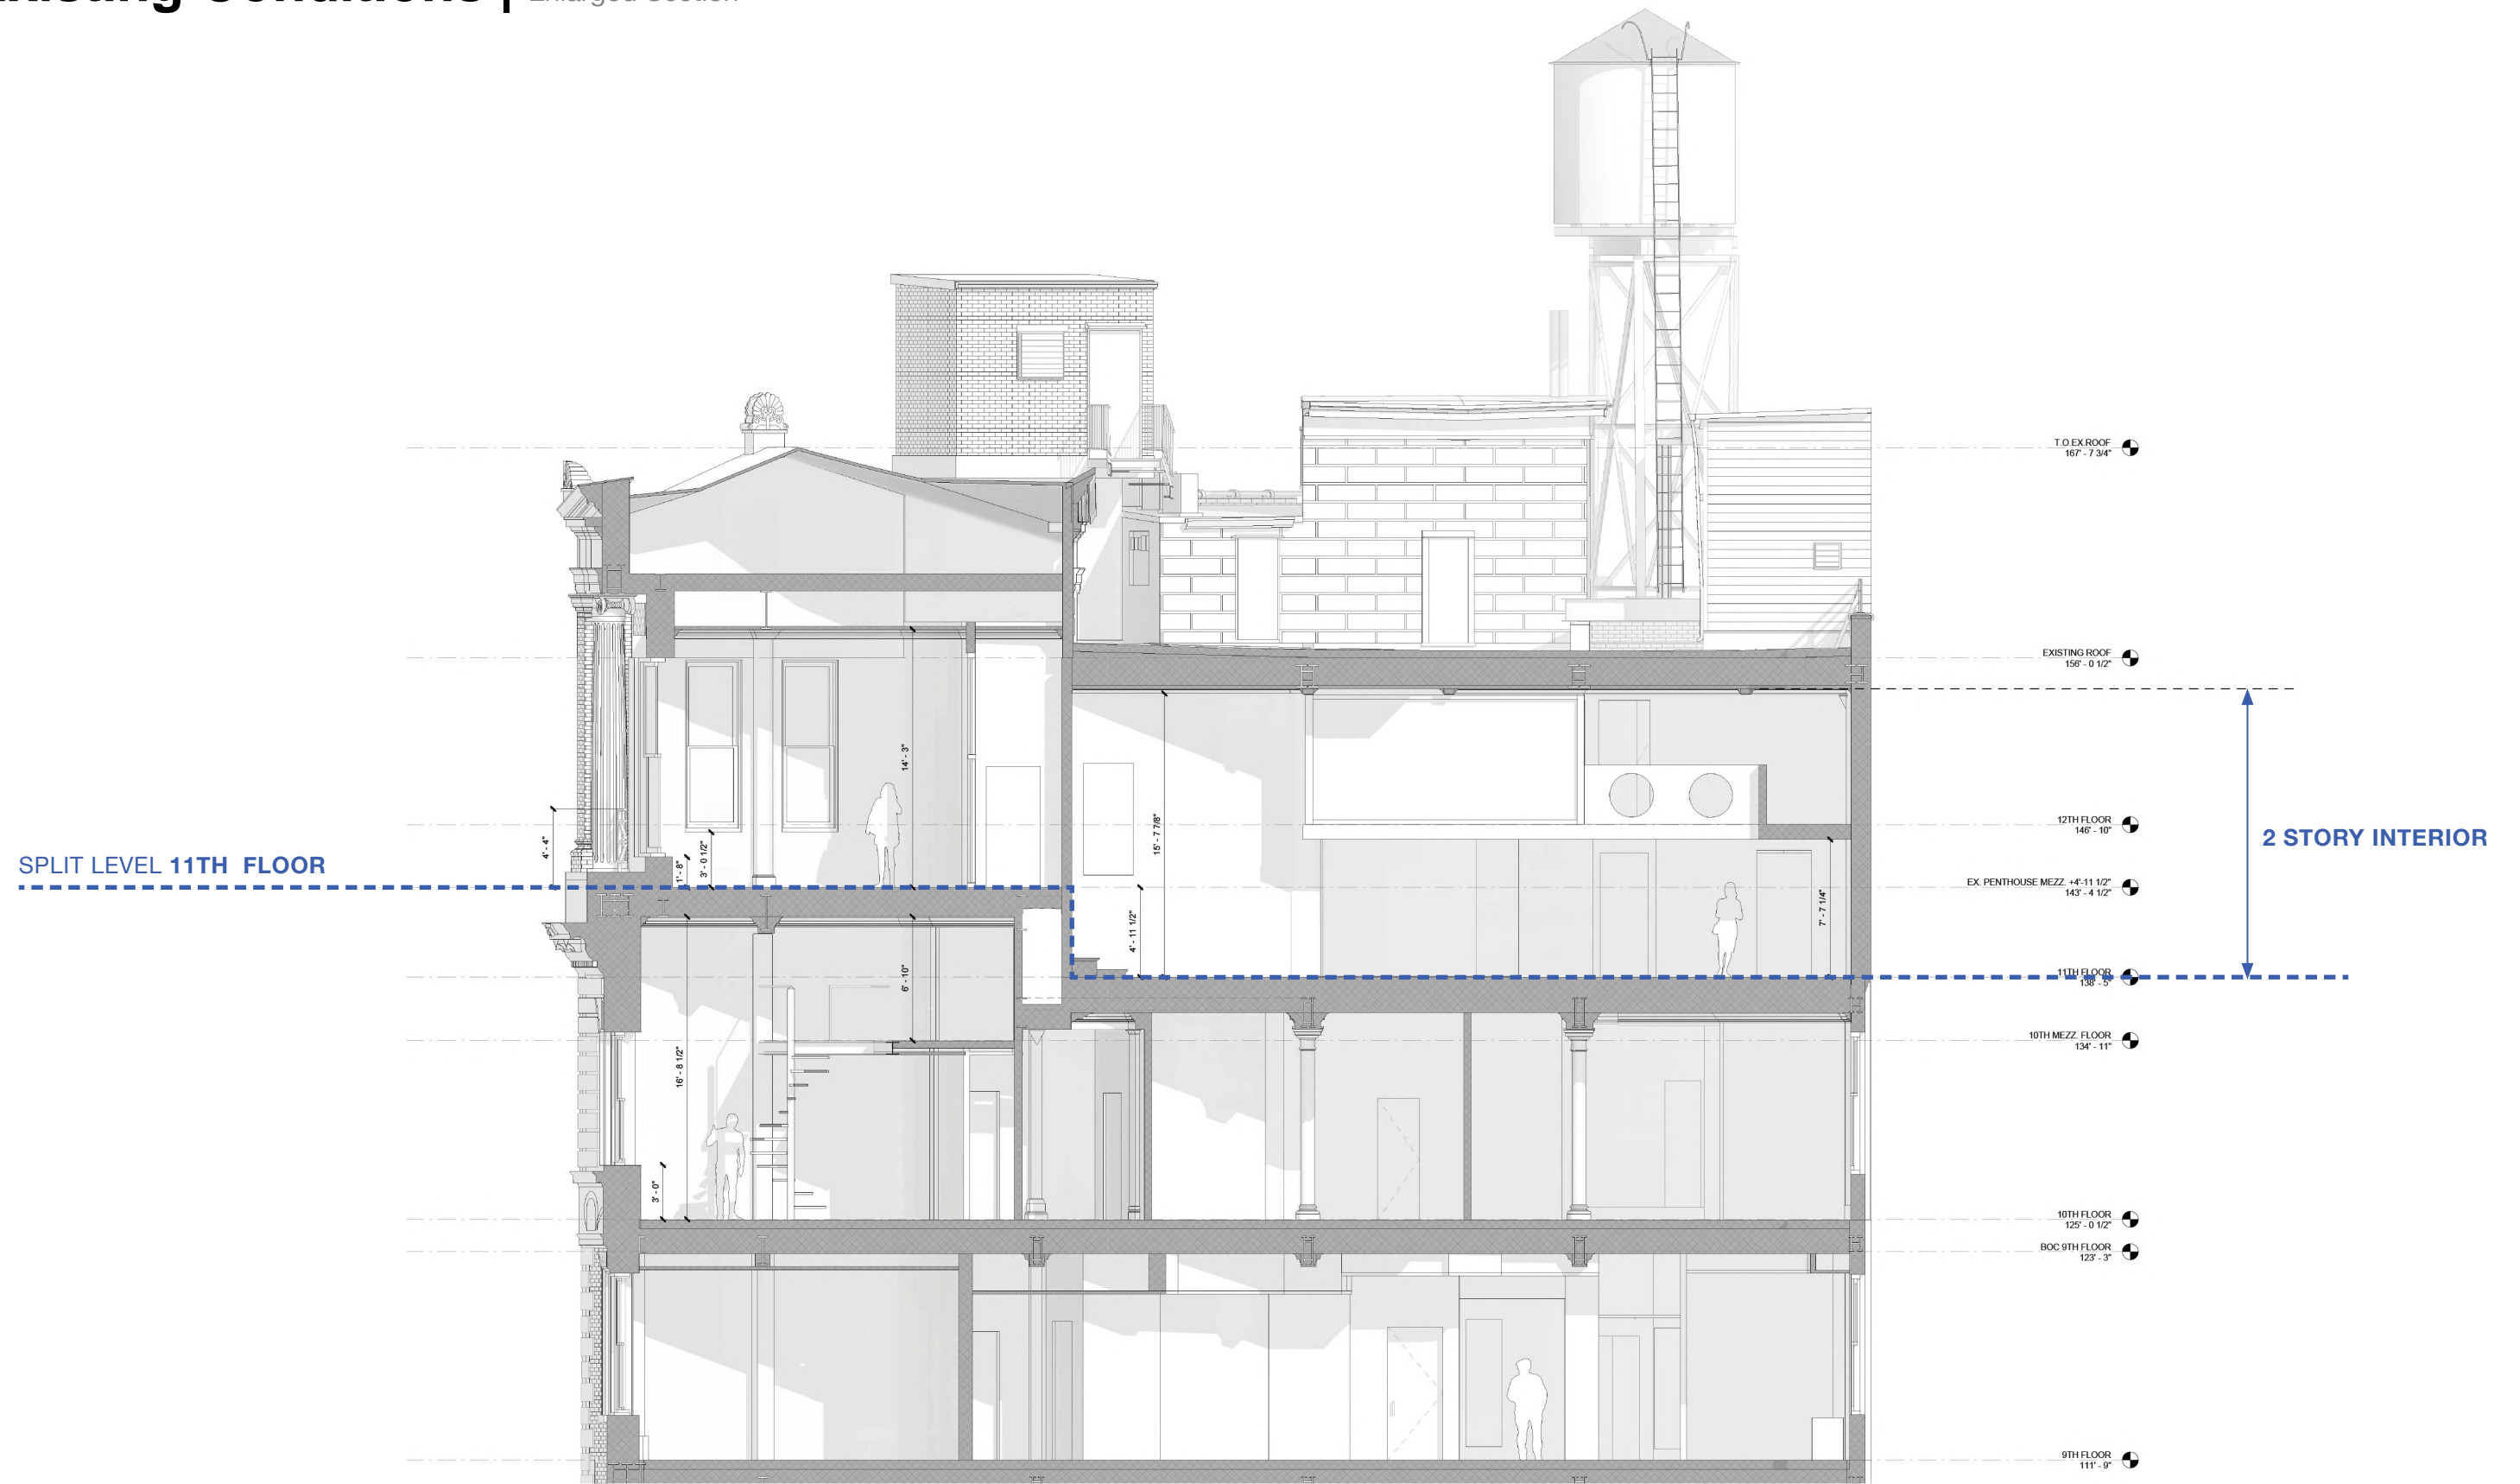 Existing Conditions | Enlarged Section
T.O.EX.ROOF
167' - 7 3/4"
EXISTING ROOF
156' - 0 1/2"
14' - 3"
15' - 7 7/8"
12TH FLOOR
146' - 10"
2 STORY INTERIOR
4' - 4"
SPLIT LEVEL 11TH FLOOR
1' - 8"
3' - 0 1/2"
EX. PENTHOUSE MEZZ. +4'-11 1/2"
143' - 4 1/2"
7' - 7 1/4"
4' - 11 1/2"
6' - 10"
11TH FLOOR
138' - 5"
10TH MEZZ. FLOOR
134' - 11"
16' - 8 1/2"
3' - 0"
10TH FLOOR
125' - 0 1/2"
BOC 9TH FLOOR
123' - 3"
9TH FLOOR
111' - 9"